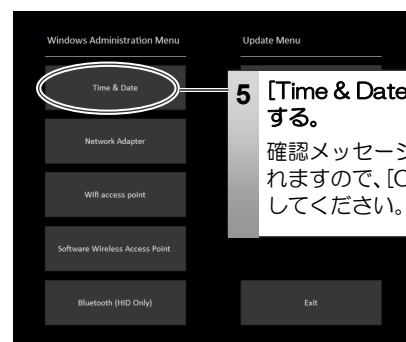 Windows Administration Menu
Update Menu
Time & Date
Network Adapter
Wifi access point
Software Wireless Access Point
Bluetooth (HID Only)
Exit
5 [Time & Date
する。
確認メッセージ
れますので、[O
してください。